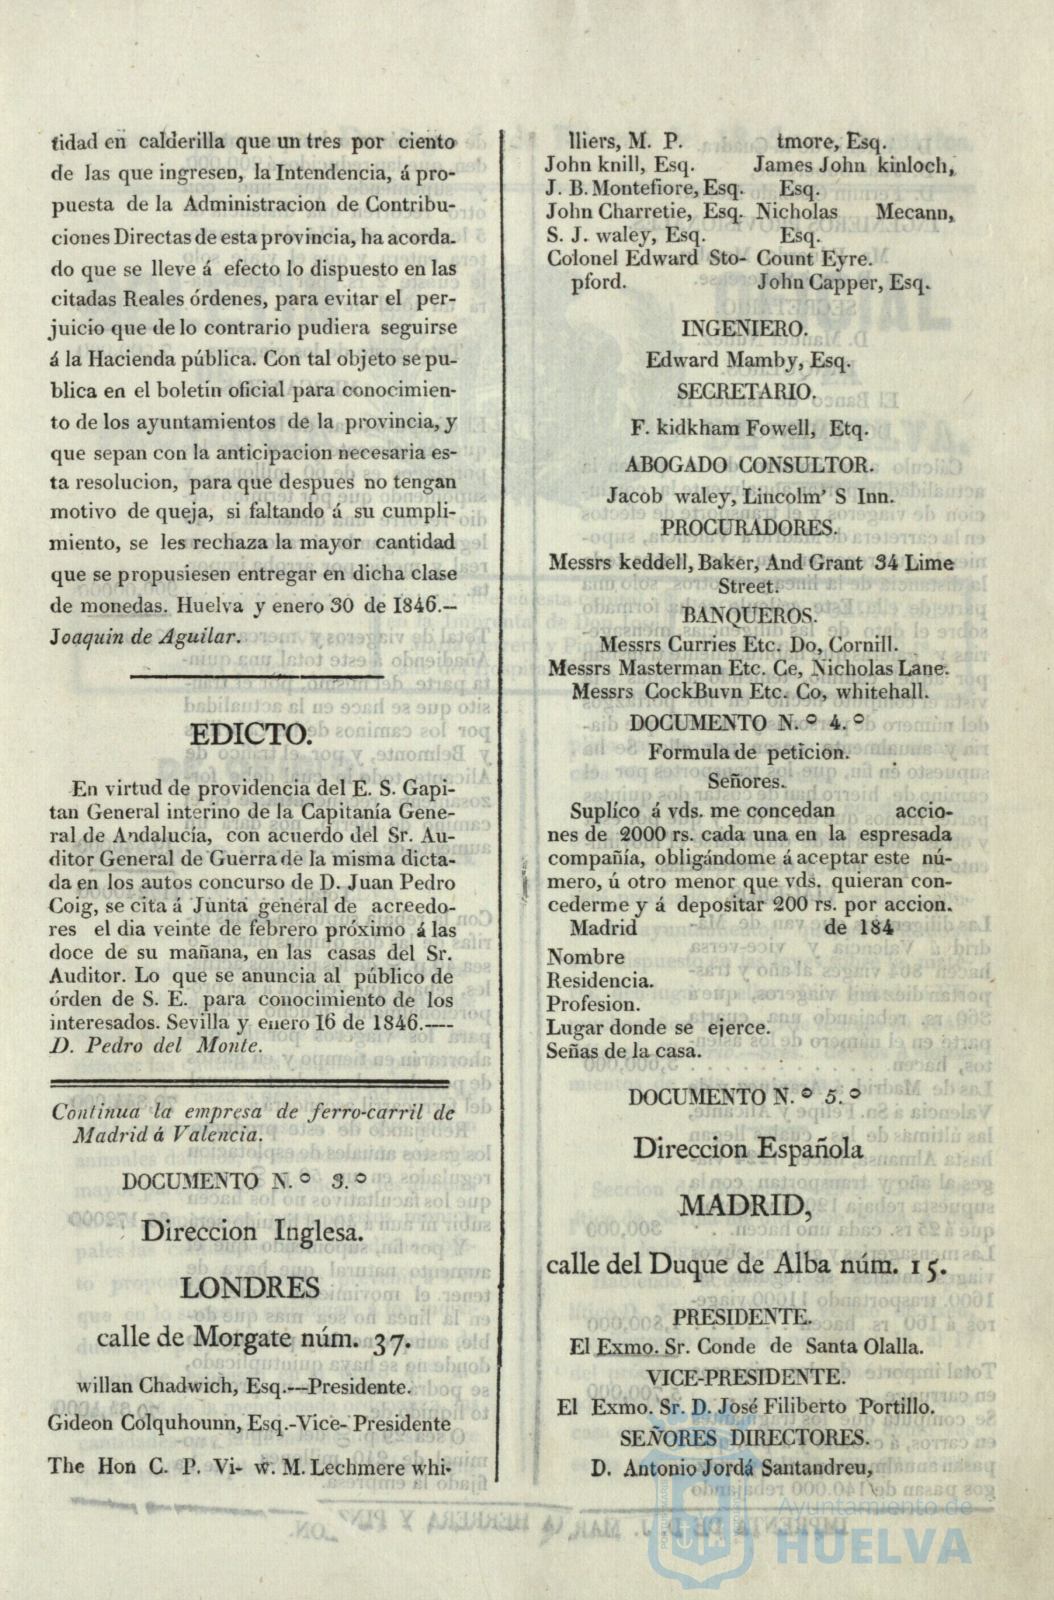 tidad en calderilla que un tres por ciento
de las que ingresen, la Intendencia, á pro-
puesta de la Administracion de Contribu-
ciones Directas de esta provincia, ha acorda-
do que se lleve á efecto lo dispuesto en las
citadas Reales órdenes, para evitar el per-
juicio que de lo contrario pudiera seguirse
á la Hacienda pública. Con tal objeto se pu-
blica en el boletin oficial para conocimien-
to de los ayuntamientos de la provincia, y
que sepan con la anticipacion necesaria es-
ta resolucion, para que despues no tengan
motivo de queja, si faltando á su cumpli-
miento, se les rechaza la mayor cantidad
que se propusiesen entregar en dicha clase
de monedas. Huelva y enero 30 de 1846.—
Joaquin de Aguilar.
EDICTO.
En virtud de providencia del E. S. Gapi-
tan General interino de la Capitanía Gene-
ral de Andalucía, con acuerdo del Sr. Au-
ditor General de Guerra de la misma dicta-
da en los autos concurso de D. Juan Pedro
Coig, se cita á Junta general de acreedo-
res el dia veinte de febrero próximo á las
doce de su mañana, en las casas del Sr.
Auditor. Lo que se anuncia al público de
órden de S. E. para conocimiento de los
interesados. Sevilla y enero 16 de 1846.----
D. Pedro del Monte.
Continua la empresa de ferro-carril de
Madrid á Valencia.
DOCUMENTO N.º 3.º
Direccion Inglesa.
LONDRES
calle de Morgate núm. 37.
willan Chadwich, Esq.---Presidente.
Gideon Colquhounn, Esq.-Vice-Presidente
The Hon C. P. Vi- w. M. Lechmere whi-
lliers, M. P. tmore, Esq.
John knill, Esq. James John kinloch,
J. B. Montefiore, Esq. Esq.
John Charretie, Esq. Nicholas Mecann,
S. J. waley, Esq. Esq.
Colonel Edward Sto- Count Eyre.
pford. John Capper, Esq.
INGENIERO.
Edward Mamby, Esq.
SECRETARIO.
F. kidkham Fowell, Etq.
ABOGADO CONSULTOR.
Jacob waley, Lincolm' S Inn.
PROCURADORES.
Messrs keddell, Baker, And Grant 34 Lime
Street.
BANQUEROS.
Messrs Curries Etc. Do, Cornill.
Messrs Masterman Etc. Ce, Nicholas Lane.
Messrs CockBuvn Etc. Co, whitehall.
DOCUMENTO N.º 4.º
Formula de peticion.
Señores.
Suplíco á vds. me concedan accio-
nes de 2000 rs. cada una en la espresada
compañía, obligándome á aceptar este nú-
mero, ú otro menor que vds. quieran con-
cederme y á depositar 200 rs. por accion.
Madrid de 184
Nombre
Residencia.
Profesion.
Lugar donde se ejerce.
Señas de la casa.
DOCUMENTO N.º 5.º
Direccion Española
MADRID,
calle del Duque de Alba núm. 15.
PRESIDENTE.
El Exmo. Sr. Conde de Santa Olalla.
VICE-PRESIDENTE.
El Exmo. Sr. D. José Filiberto Portillo.
SEÑORES DIRECTORES.
D. Antonio Jordá Santandreu,
Ayuntamiento de
HUELVA